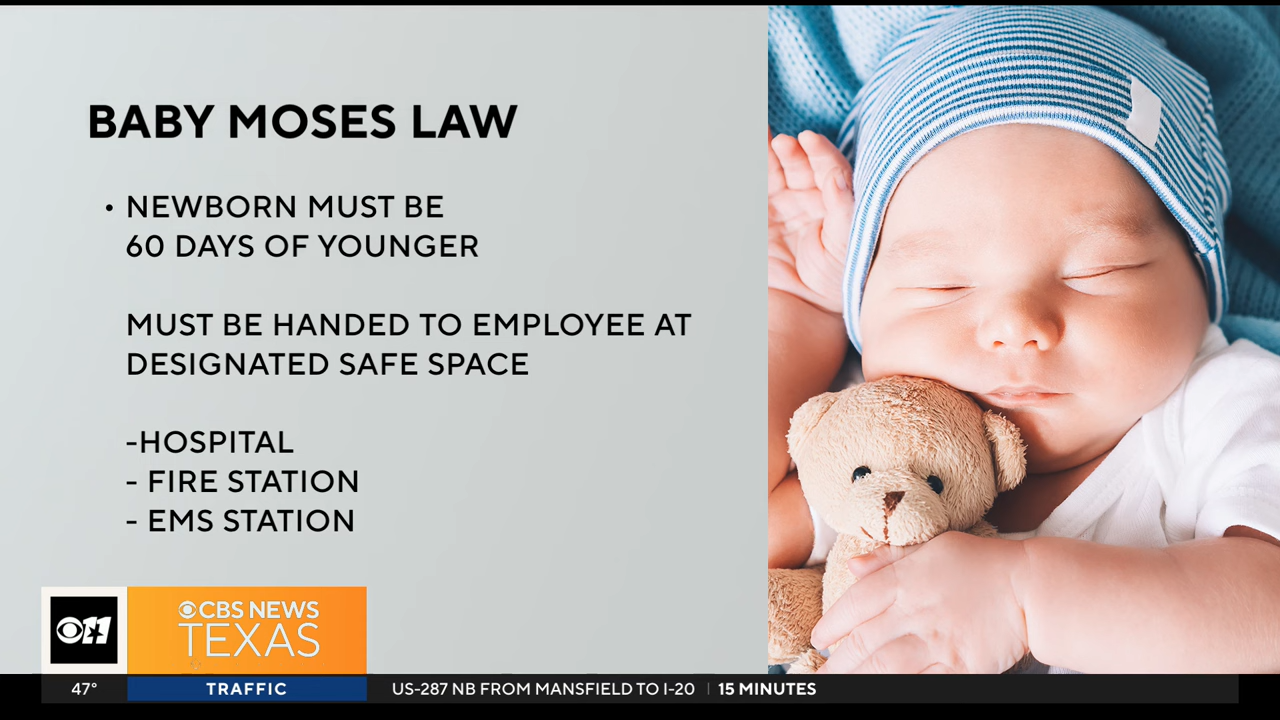 BABY MOSES LAW
• NEWBORN MUST BE
60 DAYS OF YOUNGER
MUST BE HANDED TO EMPLOYEE AT
DESIGNATED SAFE SPACE
-HOSPITAL
- FIRE STATION
- EMS STATION
11
CBS NEWS
TEXAS
47° TRAFFIC US-287 NB FROM MANSFIELD TO I-20 | 15 MINUTES